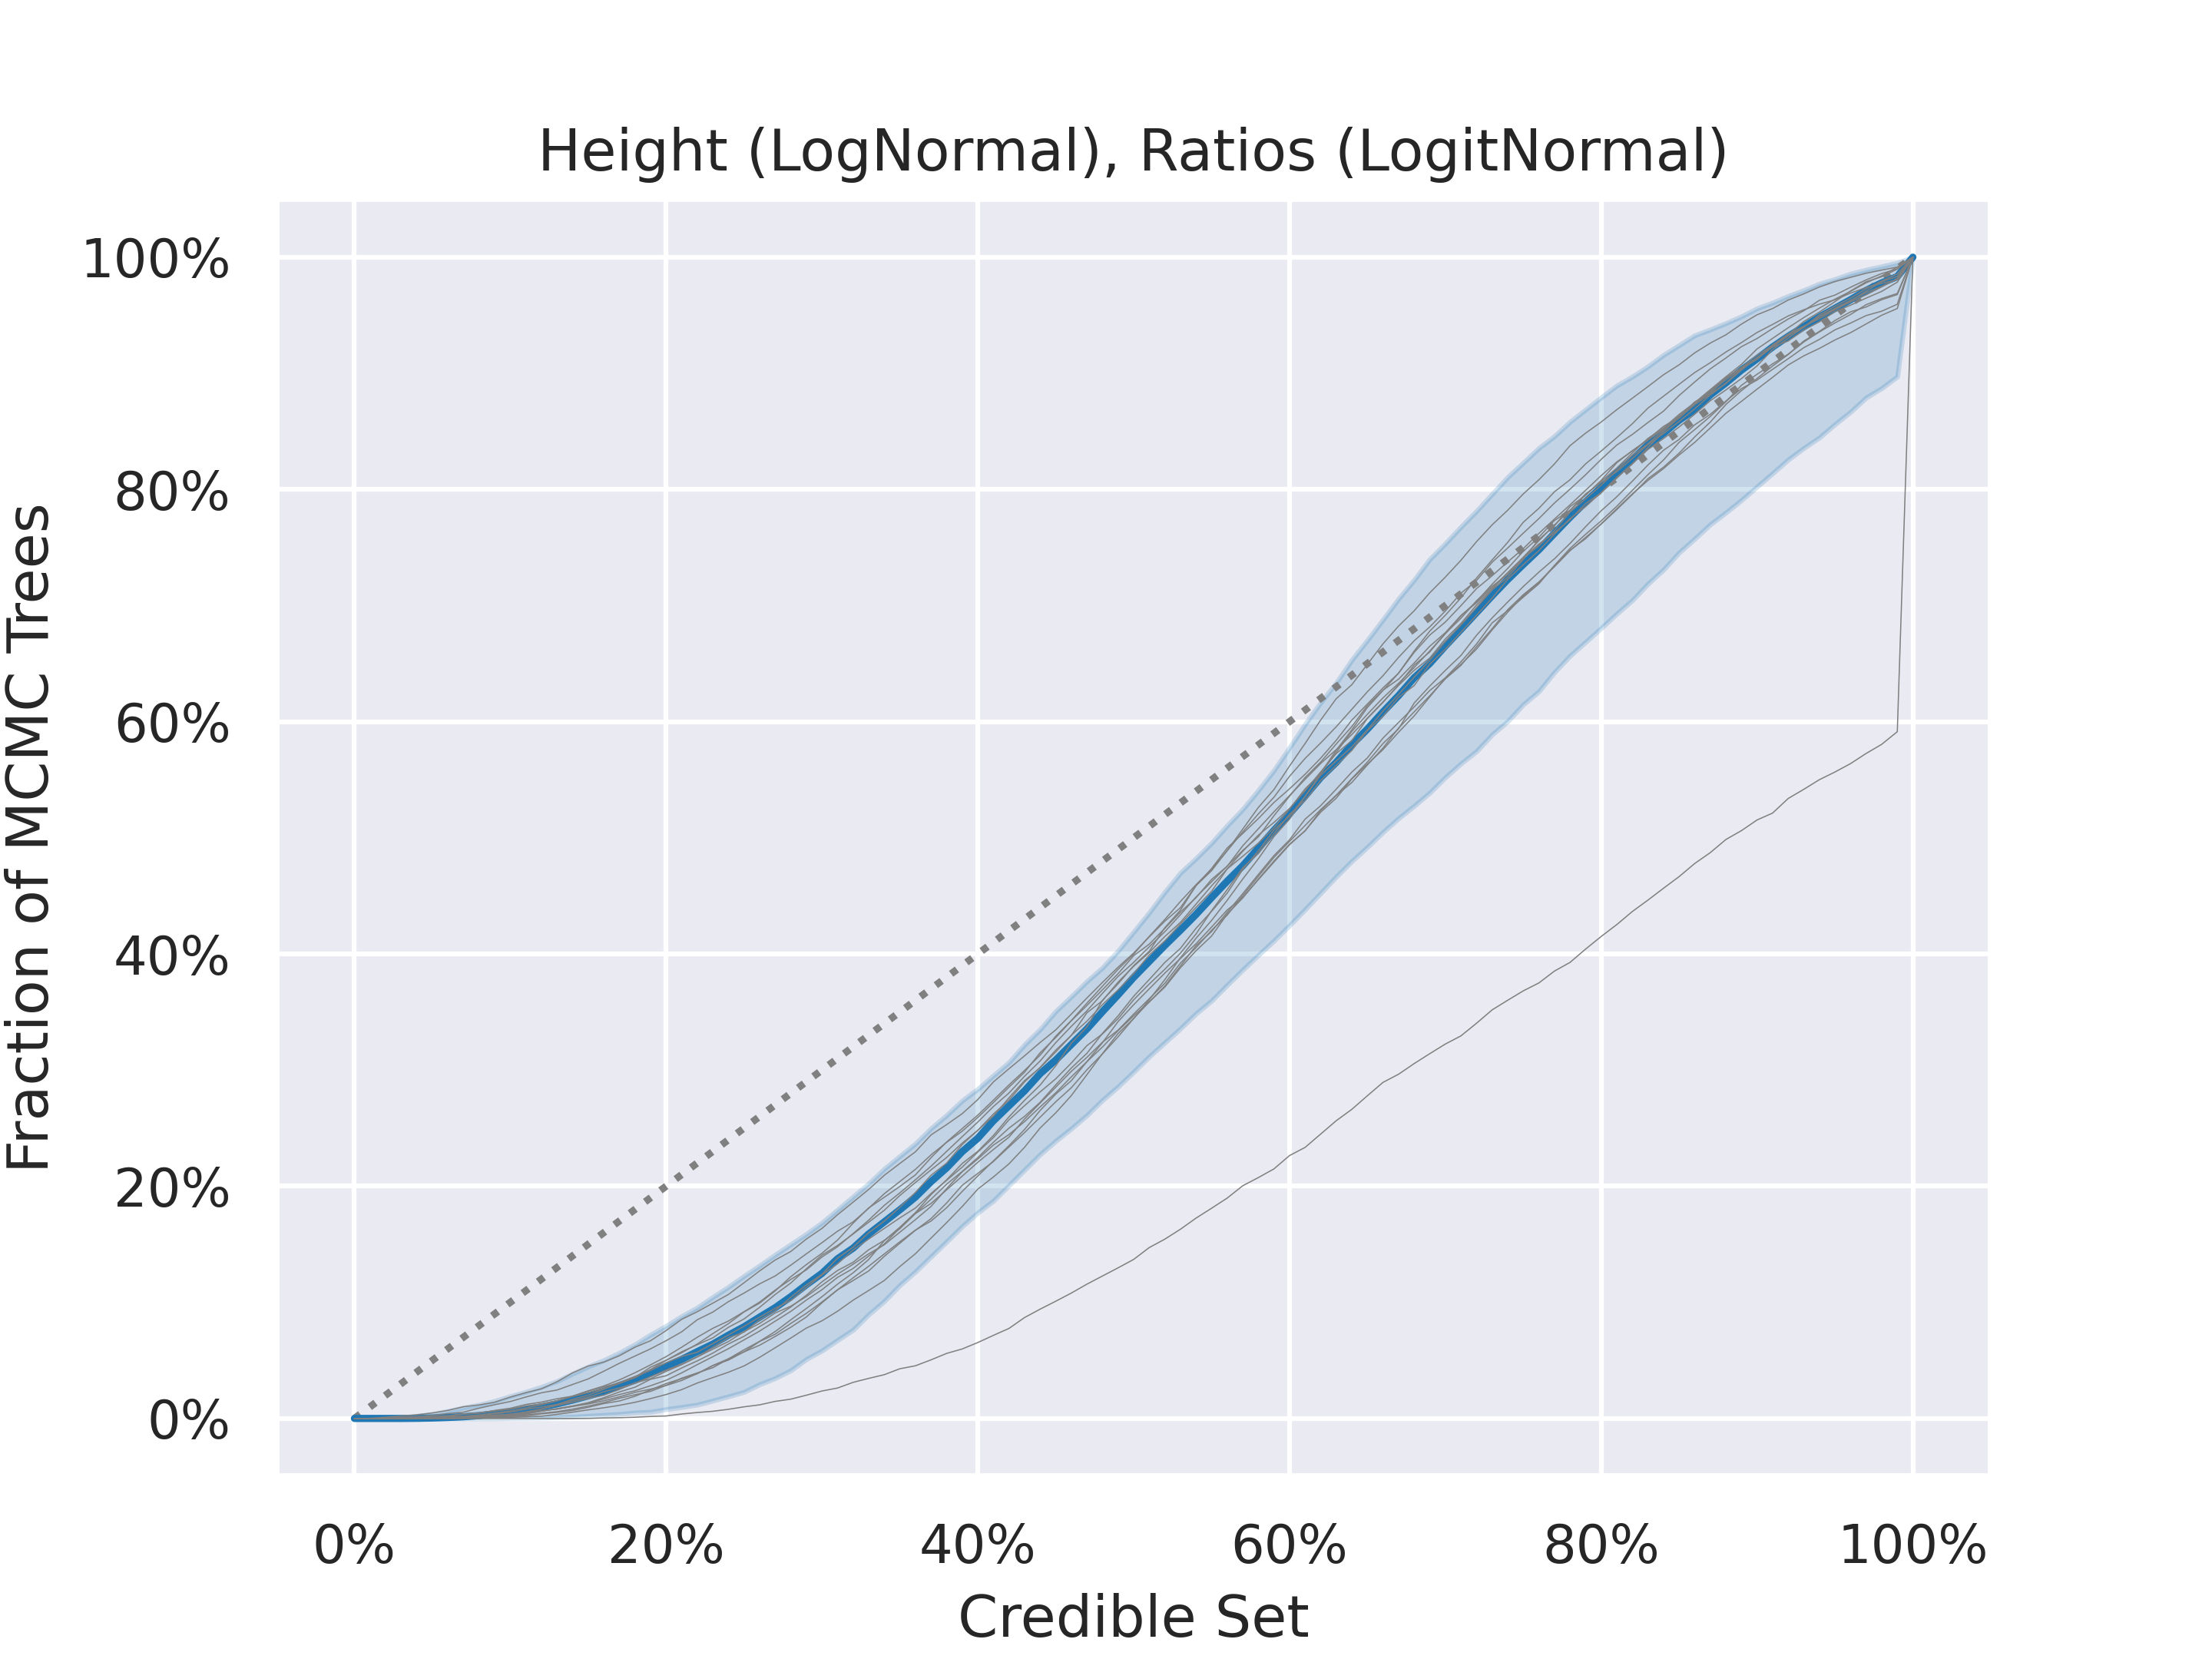 Height (LogNormal), Ratios (LogitNormal)
100%
80%
60%
40%
20%
0%
Fraction of MCMC Trees
0% 20% 40% 60% 80% 100%
Credible Set